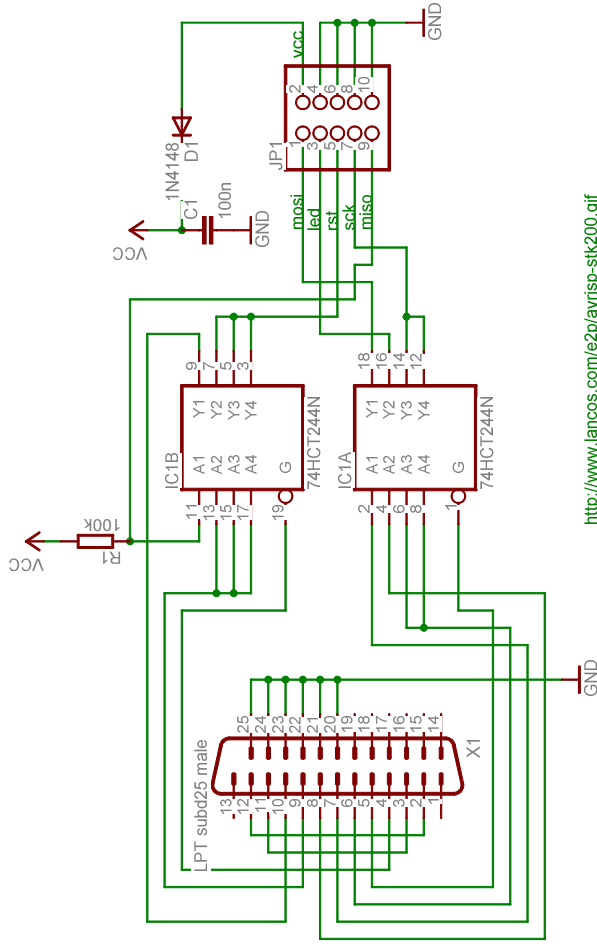 GND
vcc
2
4
6
8
10
1
3
5
7
9
JP1
1N4148
D1
C1
100n
GND
VCC
mosi
led
rst
sck
miso
9
7
5
3
18
16
14
12
Y1
Y2
Y3
Y4
Y1
Y2
Y3
Y4
IC1B
A1
A2
A3
A4
G
74HCT244N
IC1A
A1
A2
A3
A4
G
74HCT244N
11
13
15
17
19
2
4
6
8
1
100k
R1
VCC
GND
25
24
23
22
21
20
19
18
17
16
15
14
LPT subd25 male
X1
13
12
11
10
9
8
7
6
5
4
3
2
1
http://www.lancos.com/e2p/avrisp-stk200.gif